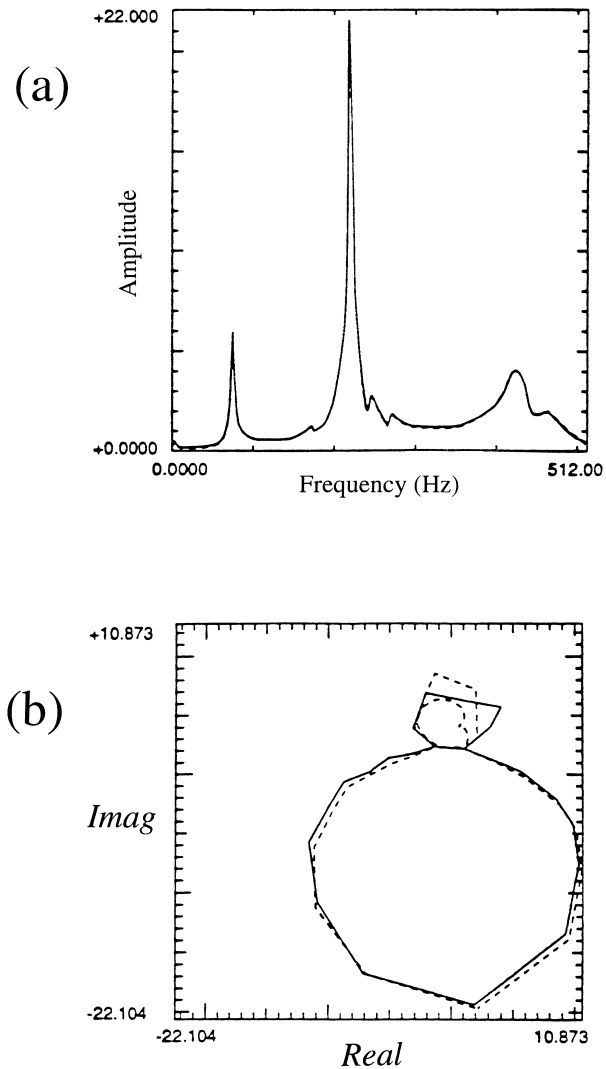 +22.000
(a)
Amplitude
+0.0000
0.0000
512.00
Frequency (Hz)
+10.873
(b)
Imag
-22.104
-22.104
10.873
Real